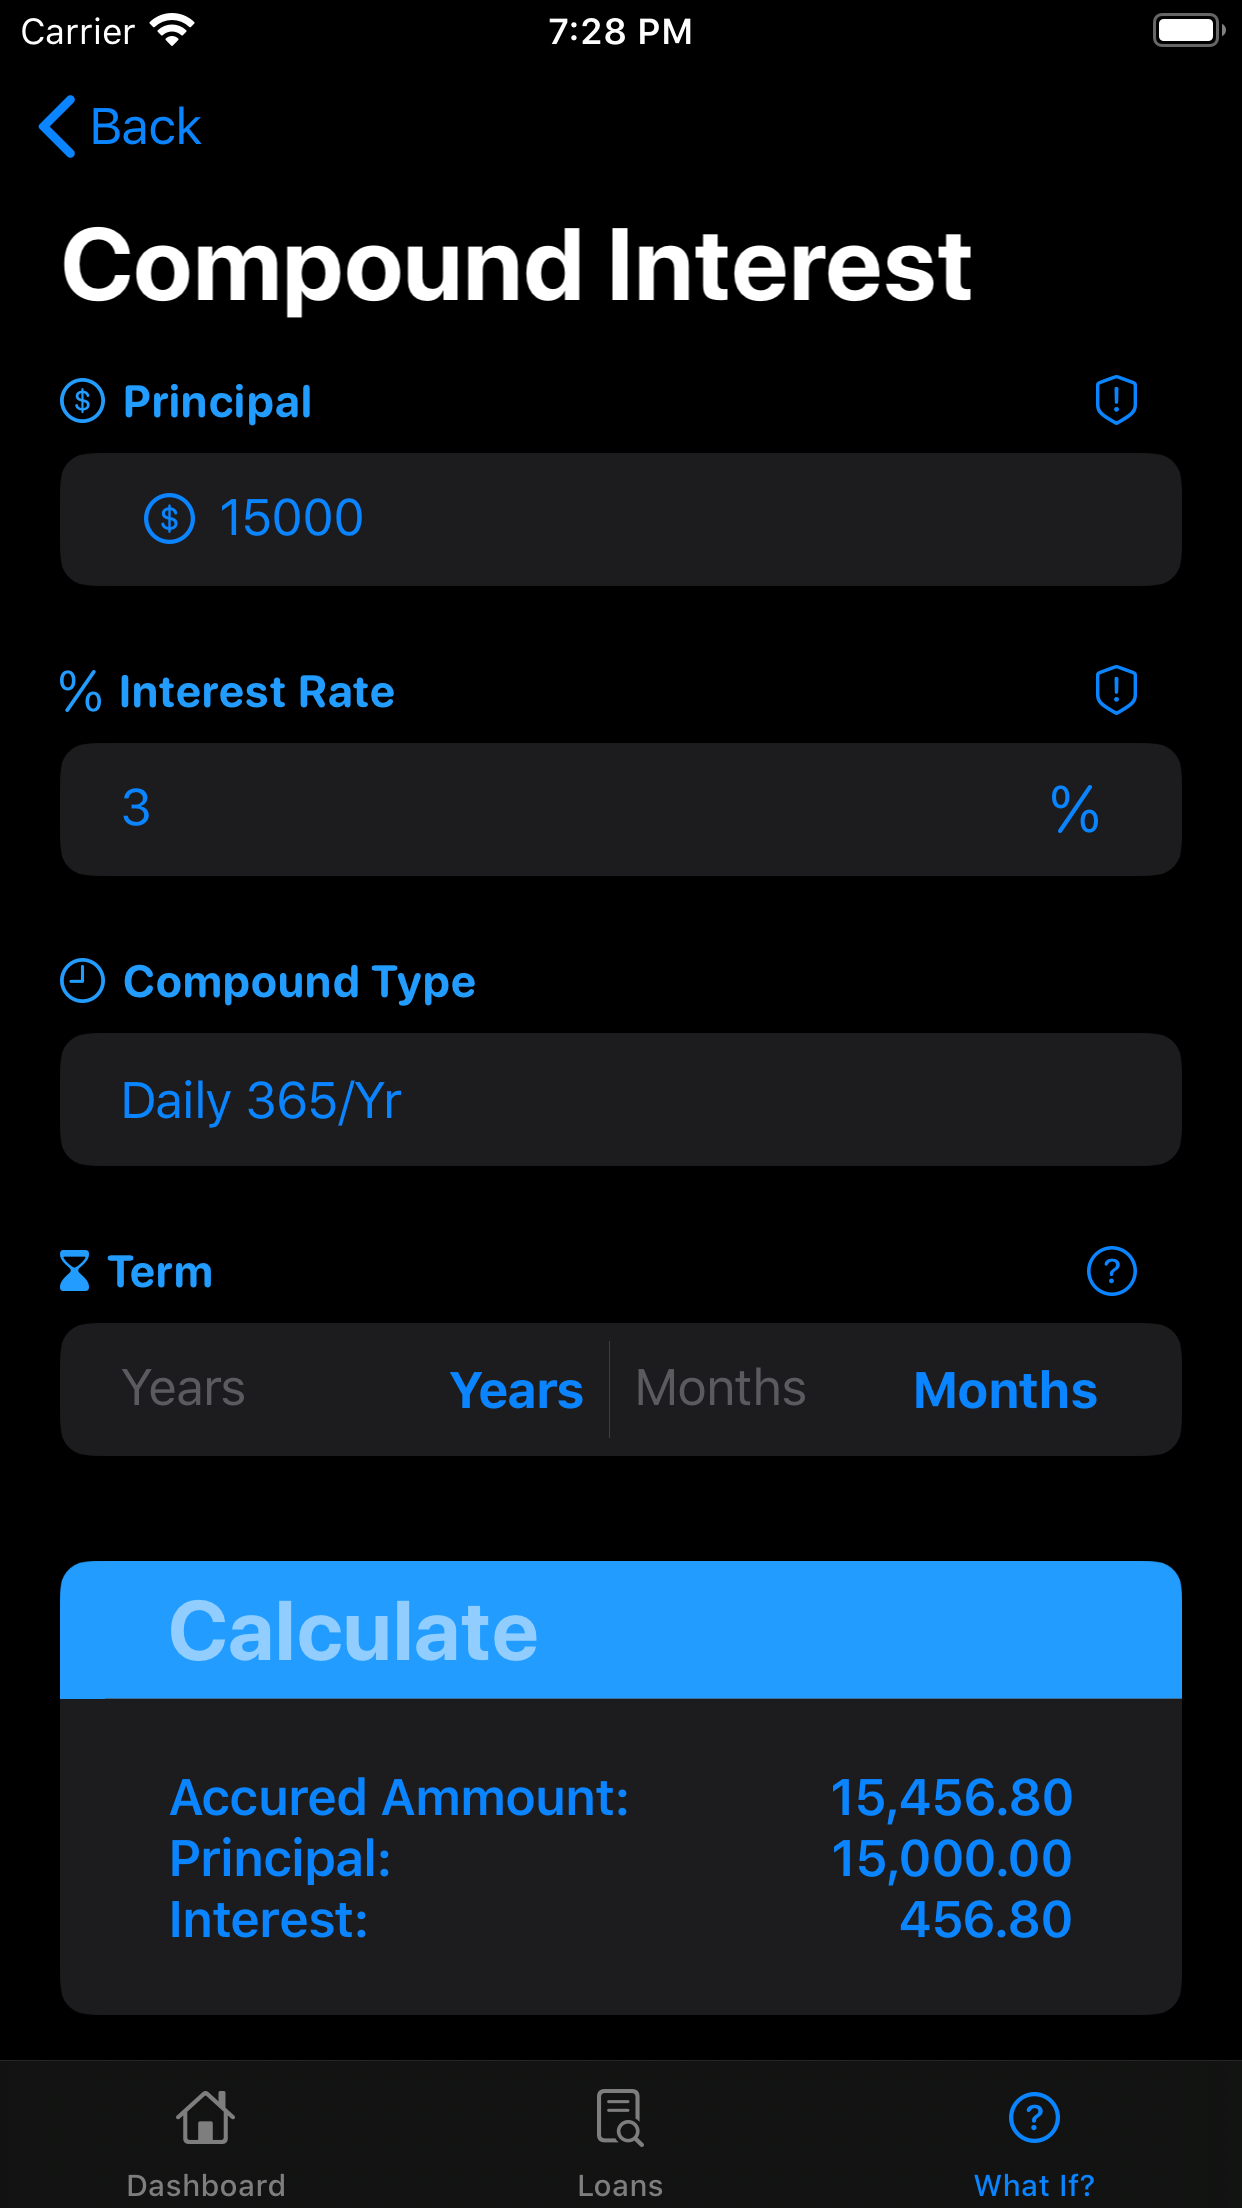 Carrier 7:28 PM
Back
Compound Interest
$ Principal
$ 15000
% Interest Rate
3 %
Compound Type
Daily 365/Yr
Term ?
Years Years Months Months
Calculate
Accured Ammount: 15,456.80
Principal: 15,000.00
Interest: 456.80
Dashboard Loans What If?